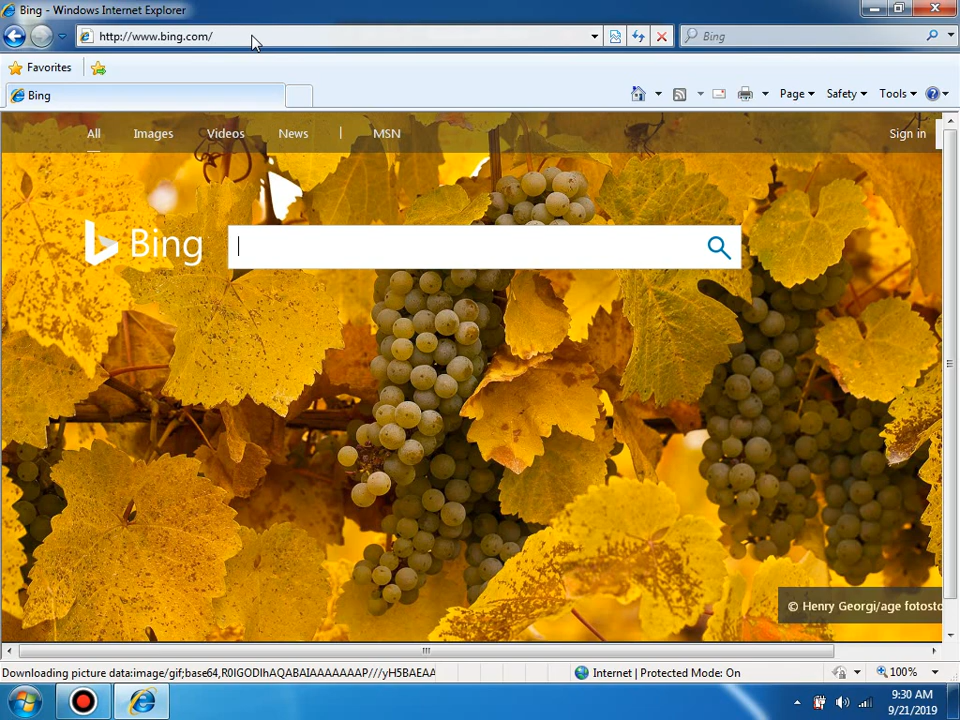 Bing - Windows Internet Explorer
http://www.bing.com/
Bing
Favorites
Bing
Page
Safety
Tools
All
Images
Videos
News
|
MSN
Sign in
Bing
© Henry Georgi/age fotosto
Downloading picture data:image/gif;base64,R0lGODlhAQABAIAAAAAAAP///yH5BAEAA
Internet | Protected Mode: On
100%
9:30 AM
9/21/2019